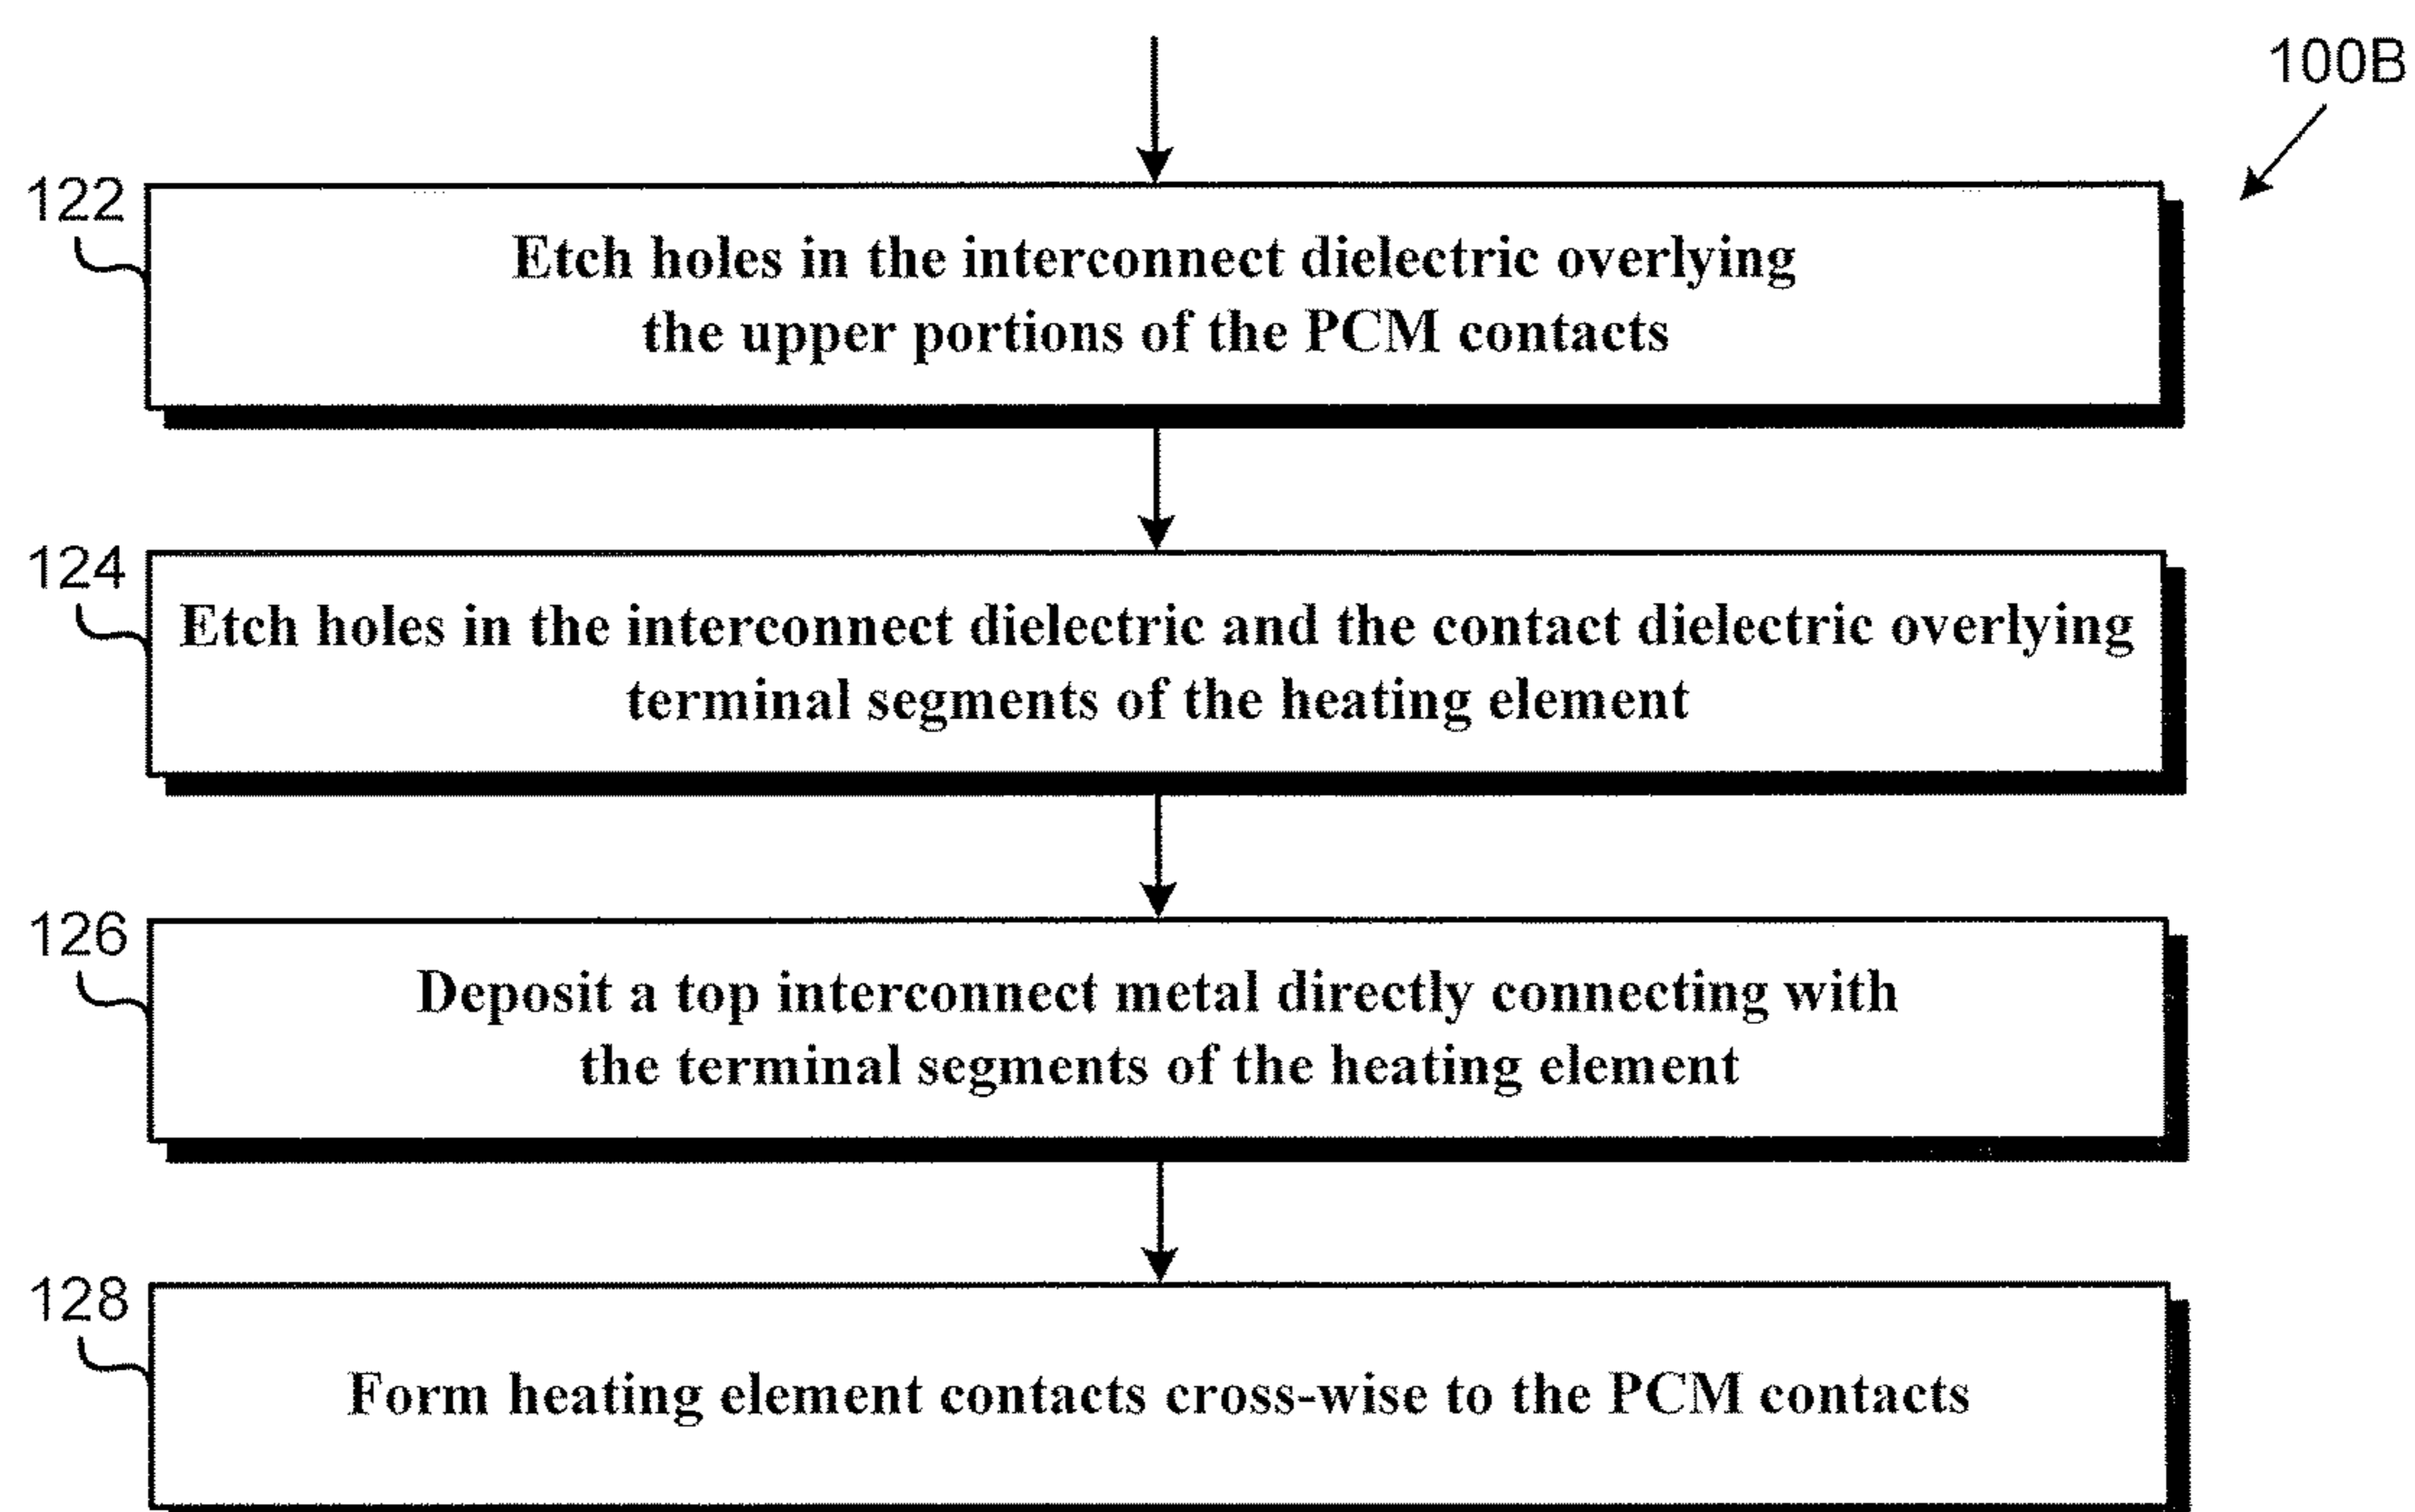 100B
122
Etch holes in the interconnect dielectric overlying
the upper portions of the PCM contacts
124
Etch holes in the interconnect dielectric and the contact dielectric overlying
terminal segments of the heating element
126
Deposit a top interconnect metal directly connecting with
the terminal segments of the heating element
128
Form heating element contacts cross-wise to the PCM contacts